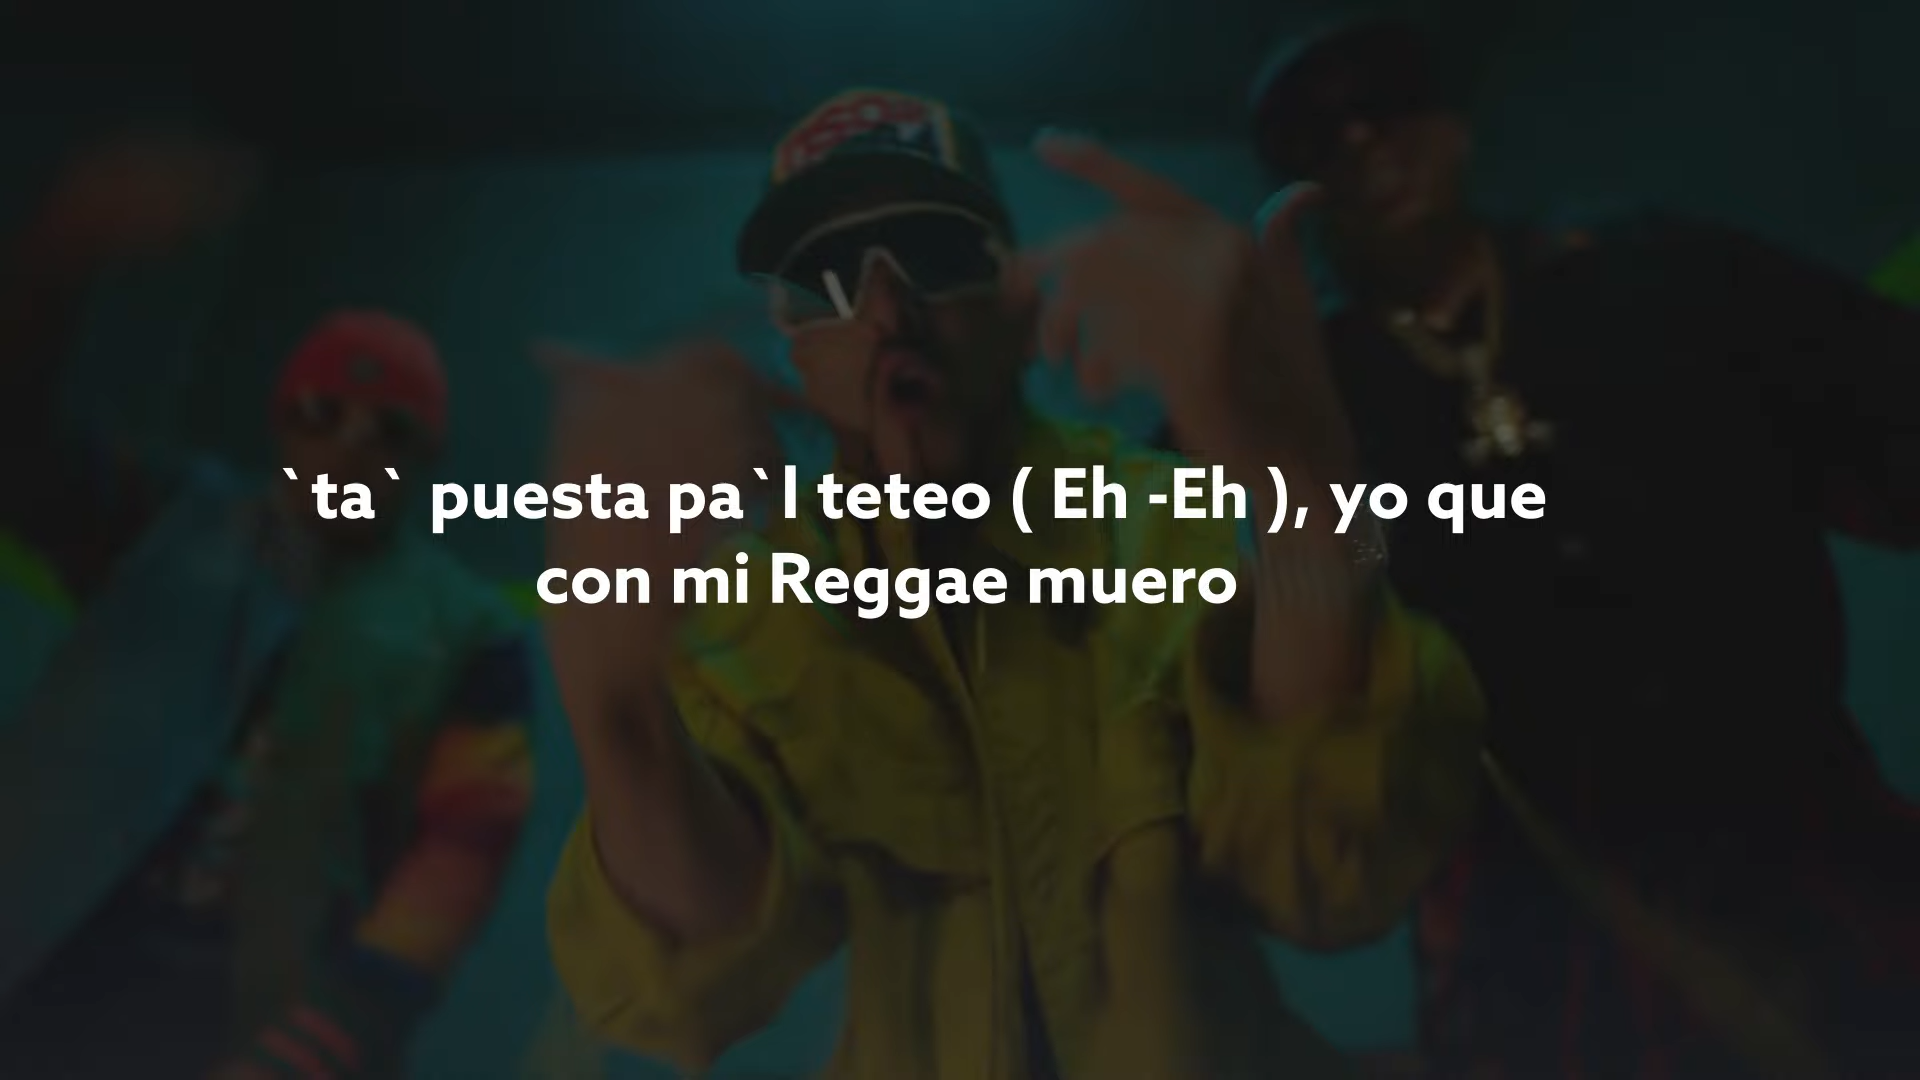 `ta` puesta pa`l teteo ( Eh -Eh ), yo que
con mi Reggae muero